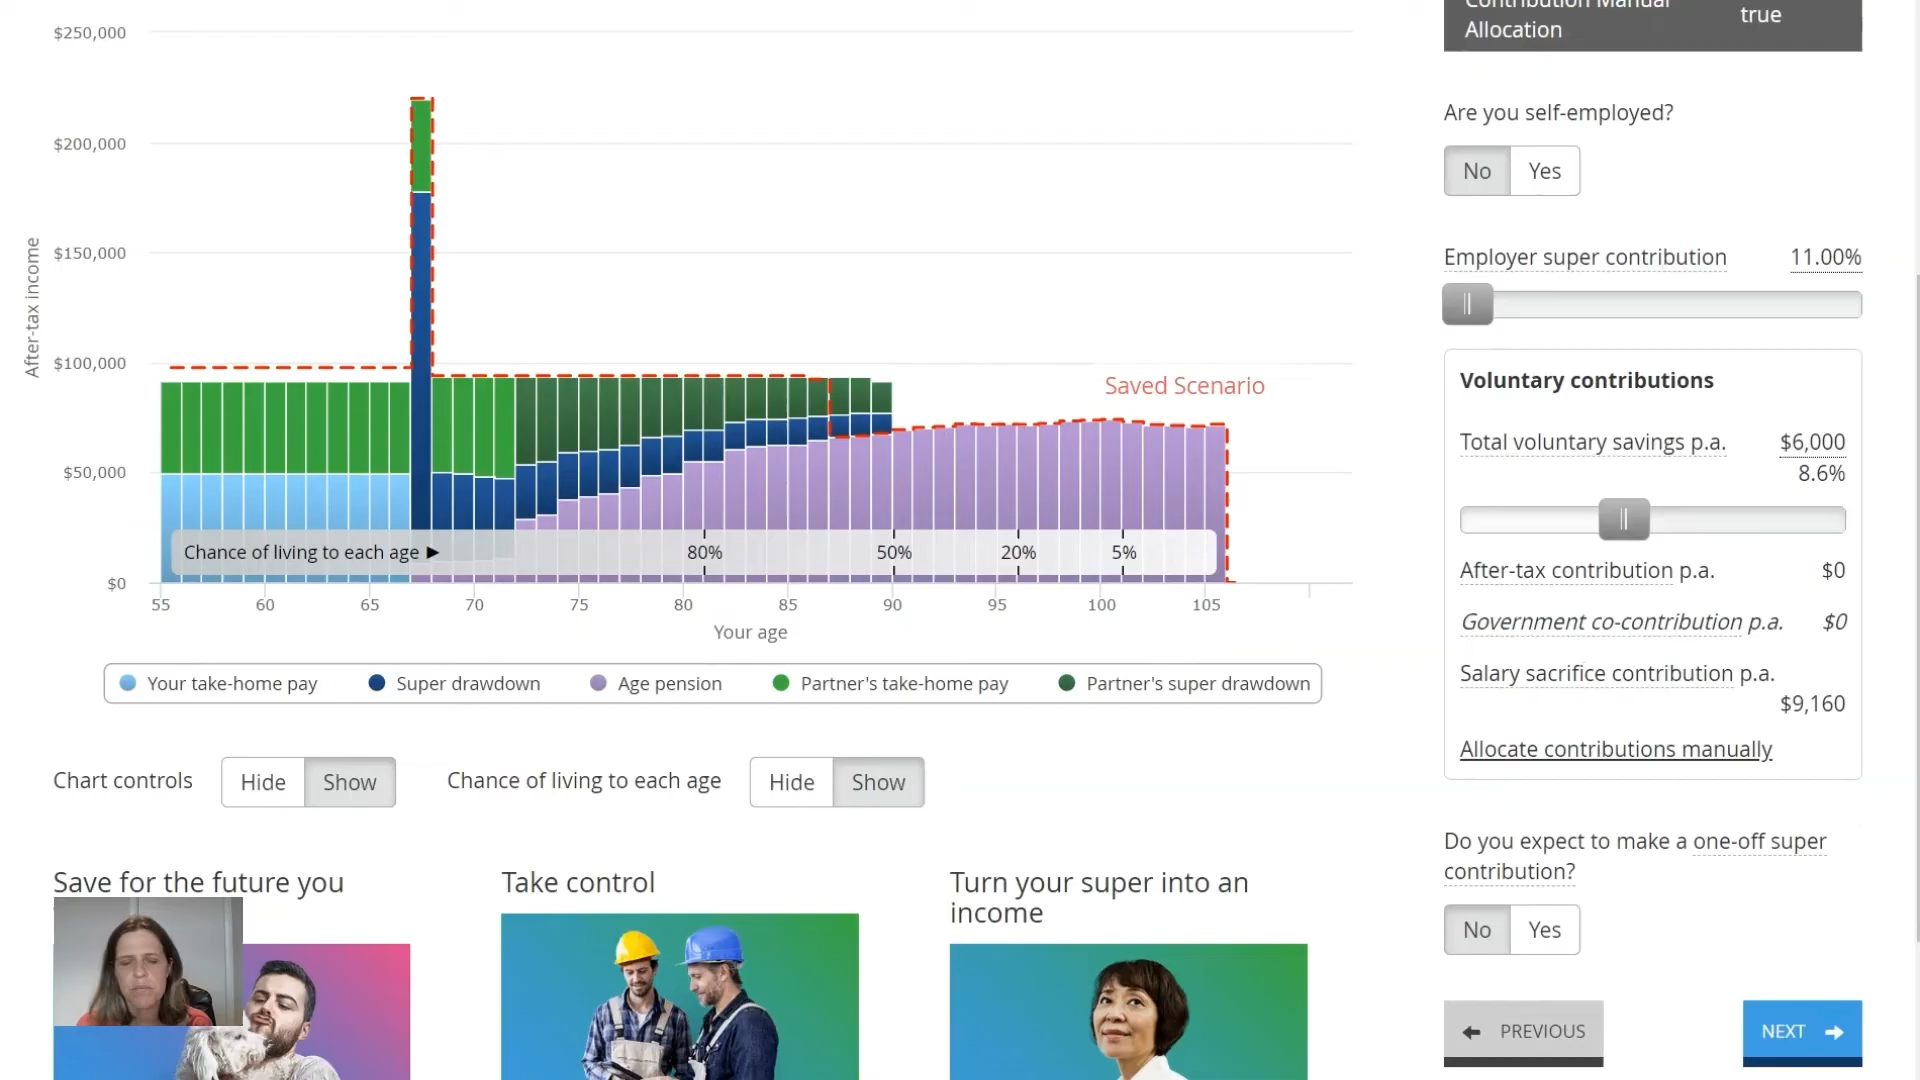 Contribution Manual
Allocation
true
$250,000
$200,000
$150,000
$100,000
$50,000
$0
After-tax income
Saved Scenario
Chance of living to each age ▶
80%
50%
20%
5%
55
60
65
70
75
80
85
90
95
100
105
Your age
Your take-home pay
Super drawdown
Age pension
Partner's take-home pay
Partner's super drawdown
Chart controls
Hide
Show
Chance of living to each age
Hide
Show
Save for the future you
Take control
Turn your super into an
income
Are you self-employed?
No
Yes
Employer super contribution
11.00%
Voluntary contributions
Total voluntary savings p.a.
$6,000
8.6%
After-tax contribution p.a.
$0
Government co-contribution p.a.
$0
Salary sacrifice contribution p.a.
$9,160
Allocate contributions manually
Do you expect to make a one-off super
contribution?
No
Yes
PREVIOUS
NEXT